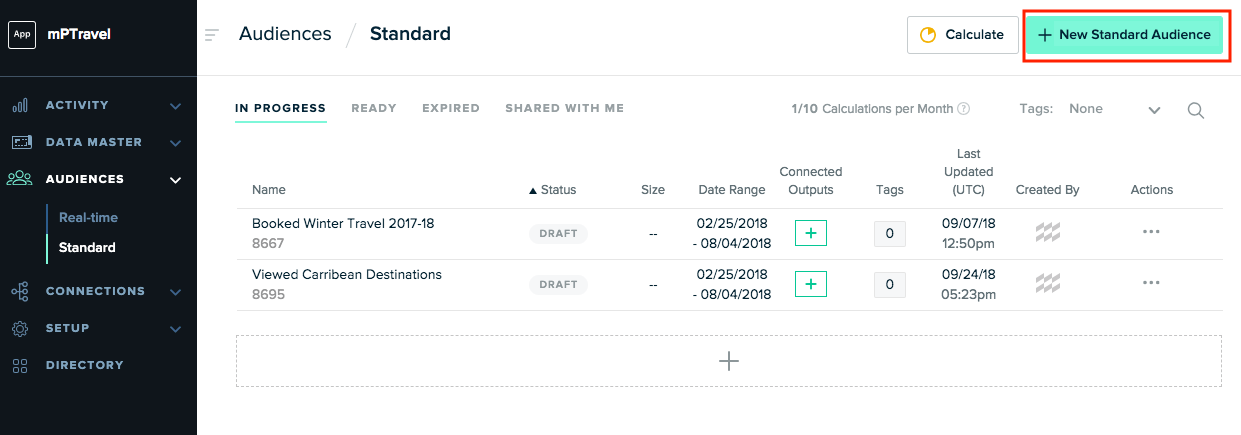 App mPTravel
Audiences / Standard
Calculate
+ New Standard Audience
ACTIVITY
DATA MASTER
AUDIENCES
Real-time
Standard
CONNECTIONS
SETUP
DIRECTORY
IN PROGRESS READY EXPIRED SHARED WITH ME
1/10 Calculations per Month ?
Tags: None
Name ▲ Status Size Date Range Connected Outputs Tags Last Updated (UTC) Created By Actions
Booked Winter Travel 2017-18 DRAFT -- 02/25/2018 + 0 09/07/18 •••
8667 - 08/04/2018 12:50pm
Viewed Carribean Destinations DRAFT -- 02/25/2018 + 0 09/24/18 •••
8695 - 08/04/2018 05:23pm
+